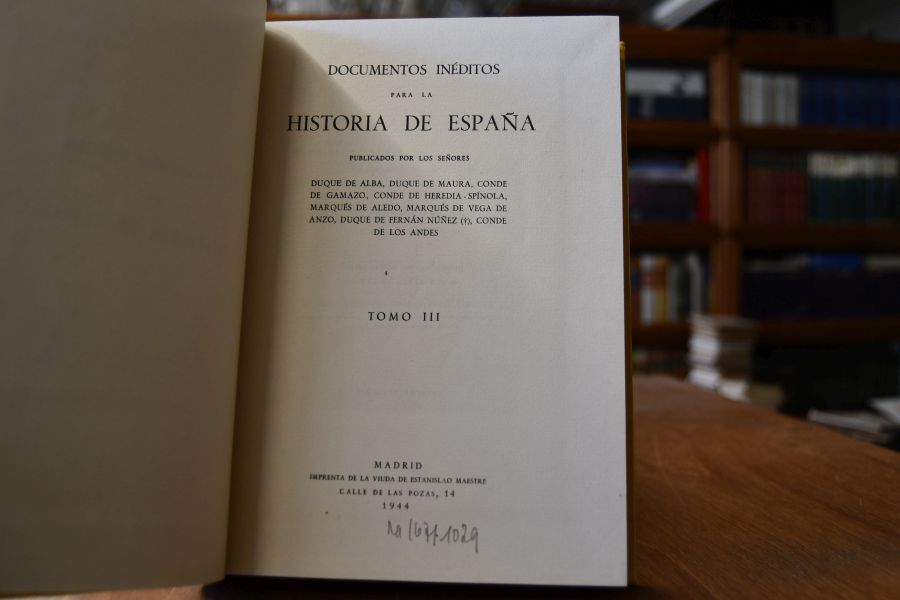 DOCUMENTOS INÉDITOS
PARA LA
HISTORIA DE ESPAÑA
PUBLICADOS POR LOS SEÑORES
DUQUE DE ALBA, DUQUE DE MAURA, CONDE
DE GAMAZO, CONDE DE HEREDIA-SPÍNOLA,
MARQUÉS DE ALEDO, MARQUÉS DE VEGA DE
ANZO, DUQUE DE FERNÁN NÚÑEZ (†), CONDE
DE LOS ANDES
TOMO III
MADRID
IMPRENTA DE LA VIUDA DE ESTANISLAO MAESTRE
CALLE DE LAS POZAS, 14
1944